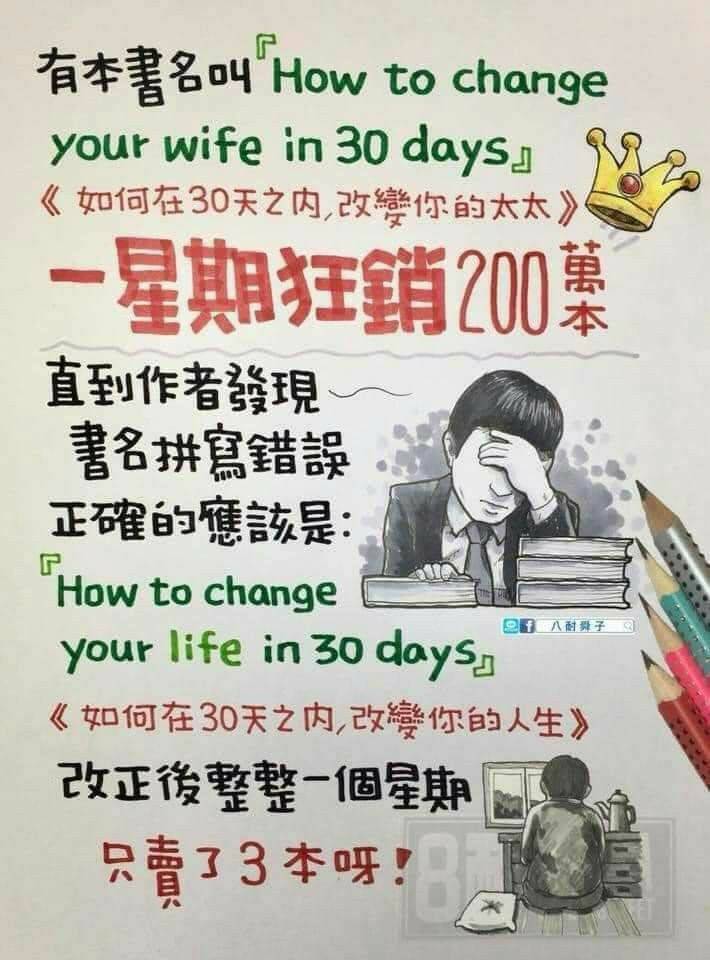 有本書名叫『How to change
your wife in 30 days』
《如何在30天之內,改變你的太太》
一星期狂銷200萬本
直到作者發現
書名拼寫錯誤
正確的應該是:
『How to change
your life in 30 days』
《如何在30天之內,改變你的人生》
改正後整整一個星期
只賣了3本呀!
八耐舜子